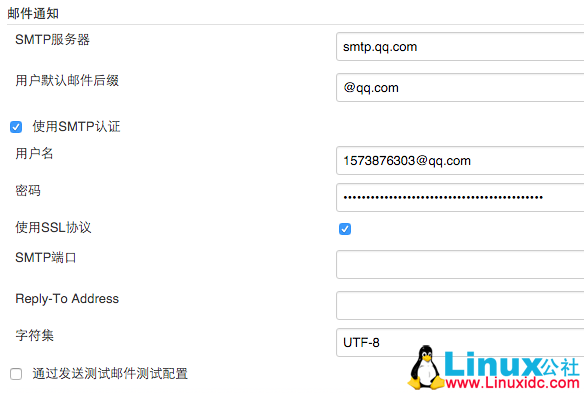 邮件通知
SMTP服务器 smtp.qq.com
用户默认邮件后缀 @qq.com
使用SMTP认证
用户名 1573876303@qq.com
密码 ••••••••••••••••••••••••••••••••••••••••••••
使用SSL协议
SMTP端口
Reply-To Address
字符集 UTF-8
通过发送测试邮件测试配置
Linux公社
www.Linuxidc.com